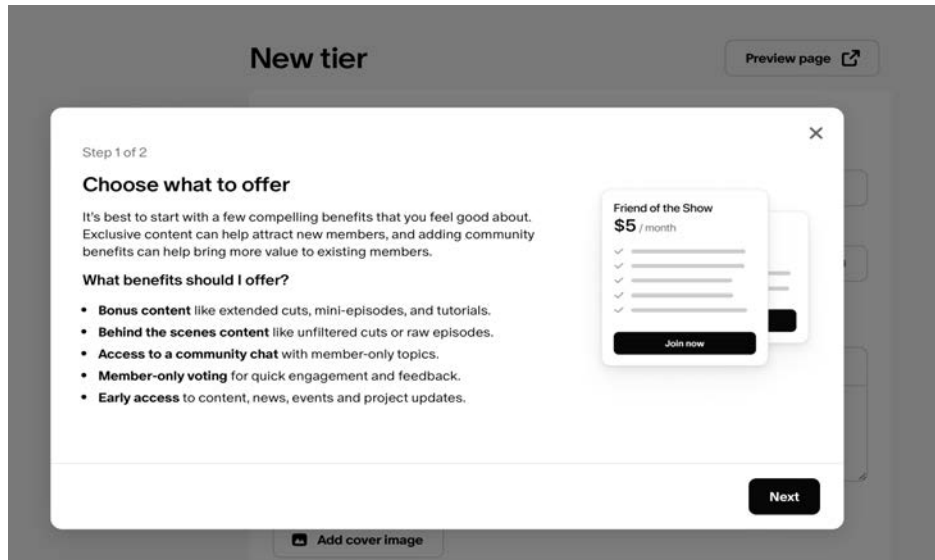 New tier
Preview page
Step 1 of 2
Choose what to offer
It's best to start with a few compelling benefits that you feel good about.
Exclusive content can help attract new members, and adding community
benefits can help bring more value to existing members.
What benefits should I offer?
• Bonus content like extended cuts, mini-episodes, and tutorials.
• Behind the scenes content like unfiltered cuts or raw episodes.
• Access to a community chat with member-only topics.
• Member-only voting for quick engagement and feedback.
• Early access to content, news, events and project updates.
Friend of the Show
$5 / month
Join now
Next
Add cover image